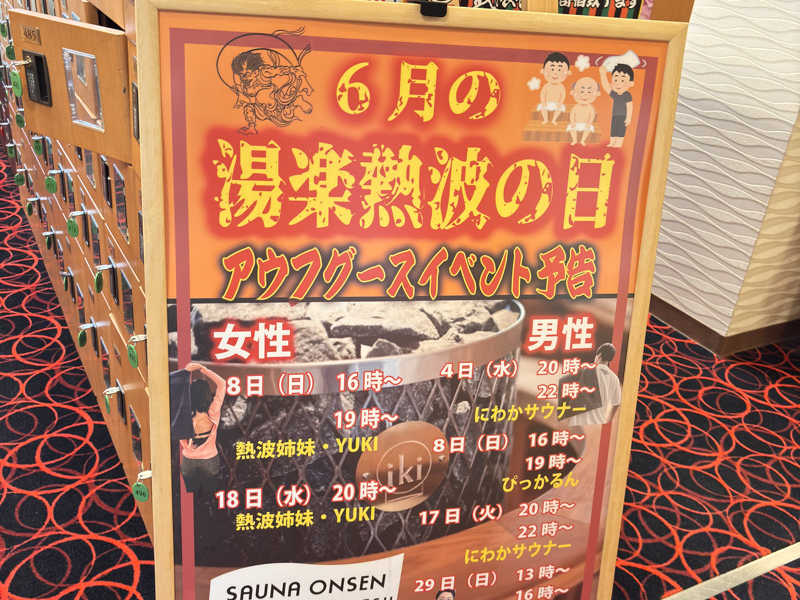 6月の
湯楽熱波の日
アウフグースイベント予告
女性
8日（日） 16時～
19時～
熱波姉妹・YUKI
18日（水） 20時～
熱波姉妹・YUKI
男性
4日（水） 20時～
22時～
にわかサウナー
8日（日） 16時～
19時～
ぴっかるん
17日（火） 20時～
22時～
にわかサウナー
29日（日） 13時～
16時～
iki
SAUNA ONSEN
485
496